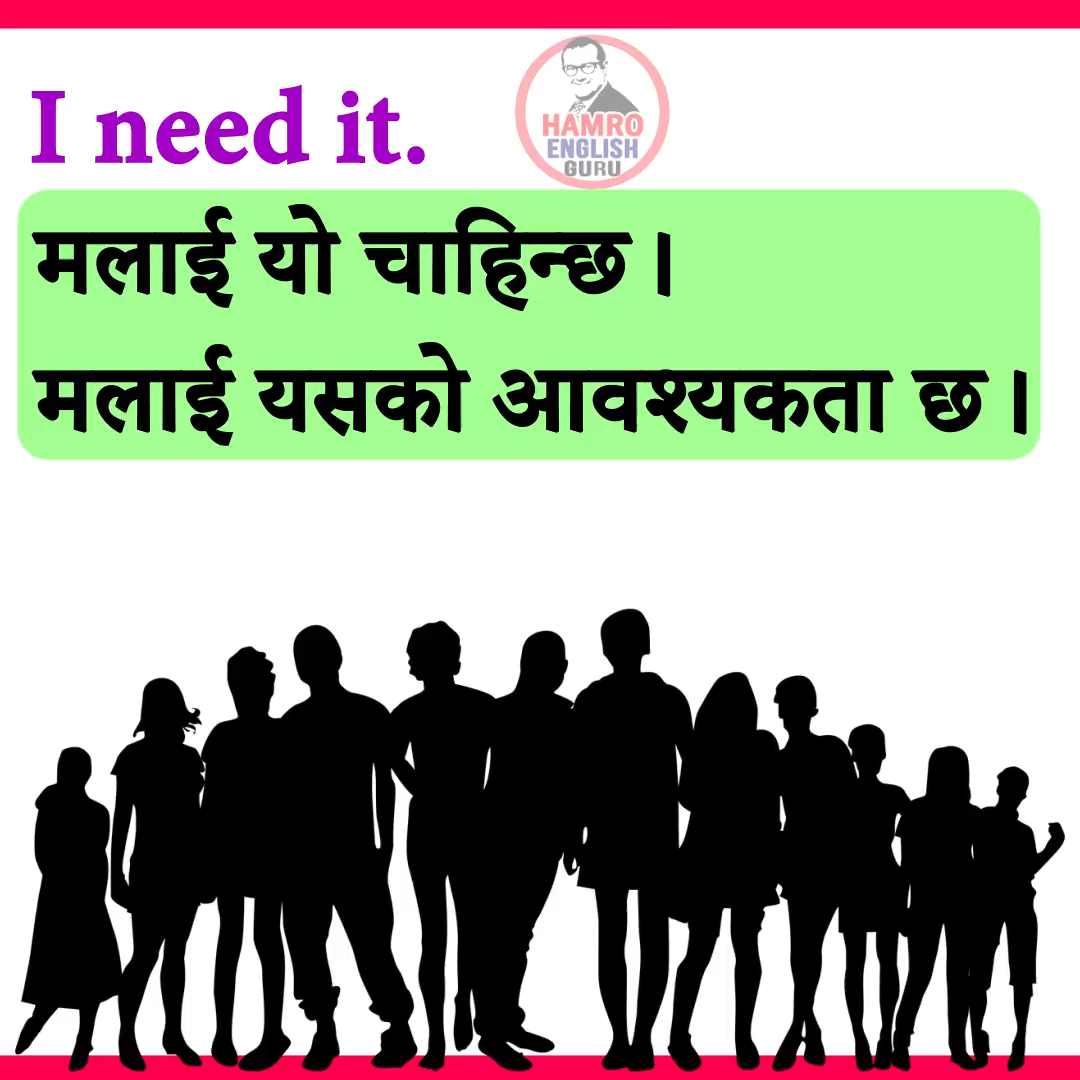 I need it.
HAMRO
ENGLISH
GURU
मलाई यो चाहिन्छ।
मलाई यसको आवश्यकता छ।